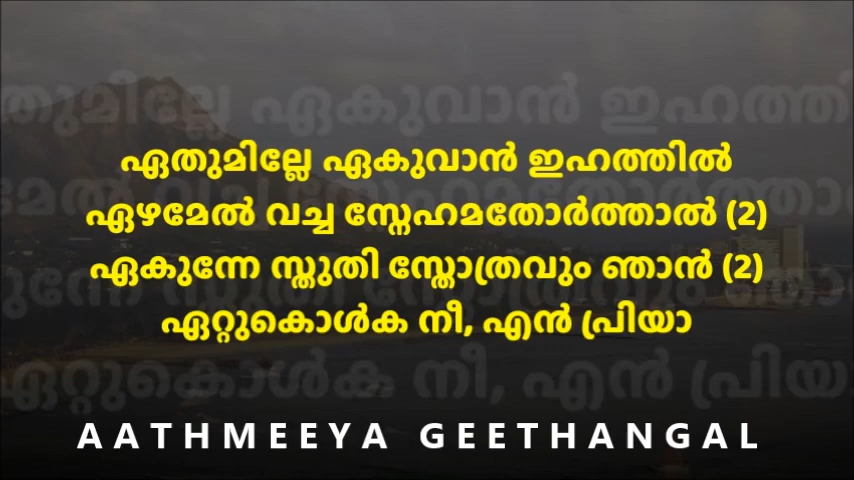 ഏതുമില്ലേ ഏകുവാൻ ഇഹത്തിൽ
ഏഴമേൽ വച്ച സ്നേഹമതോർത്താൽ (2)
ഏകുന്നേ സ്തുതി സ്തോത്രവും ഞാൻ (2)
ഏറ്റുകൊൾക നീ, എൻ പ്രിയാ
AATHMEEYA GEETHANGAL